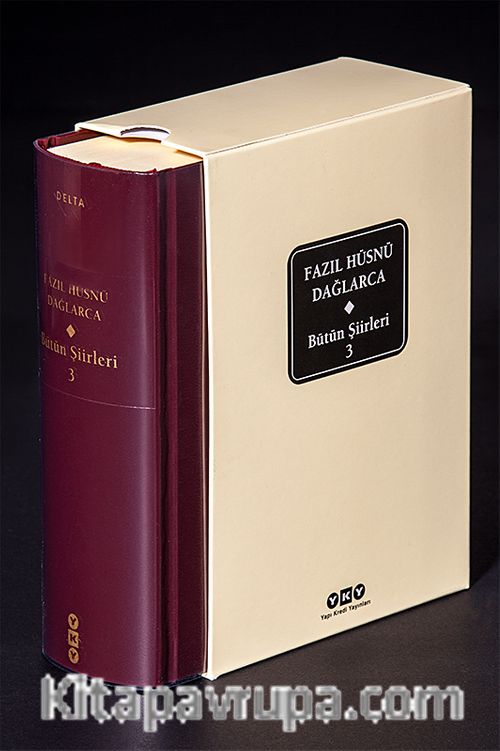 DELTA
FAZIL HÜSNÜ
DAĞLARCA
Bütün Şiirleri
3
YKY
FAZIL HÜSNÜ
DAĞLARCA
Bütün Şiirleri
3
YKY
Yapı Kredi Yayınları
Kitapavrupa.com